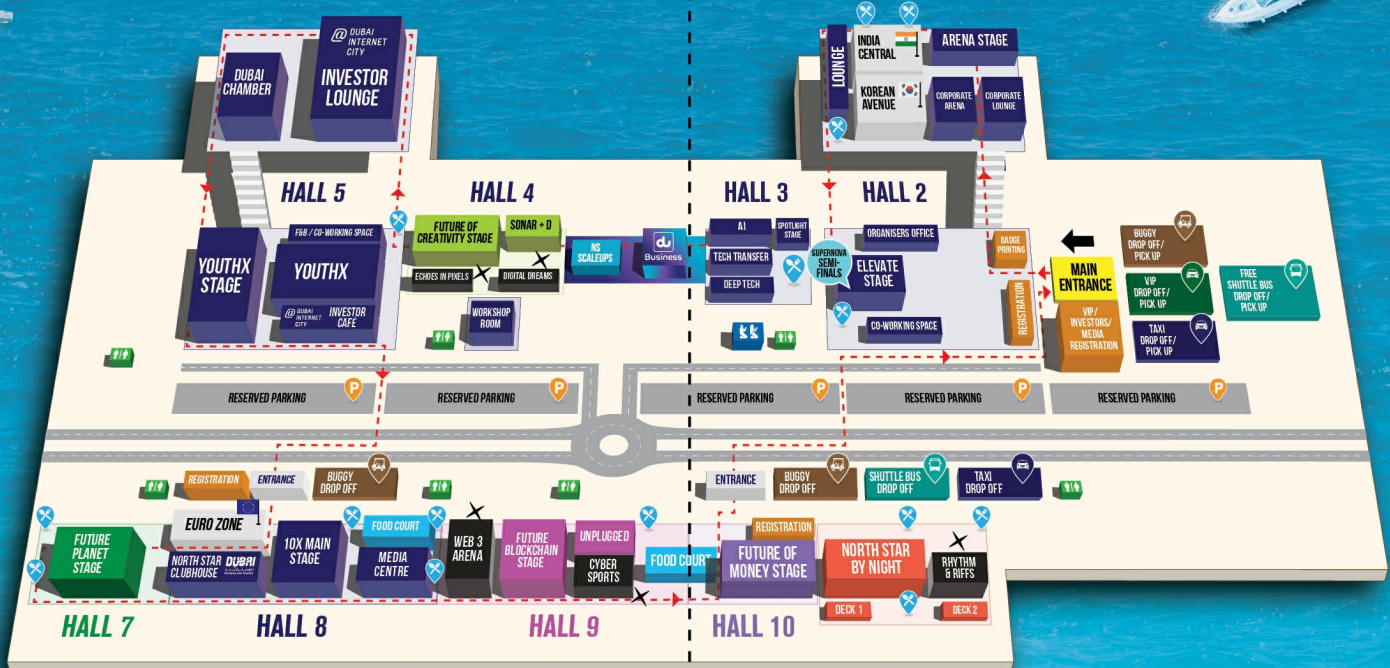 @ DUBAI
INTERNET
CITY
INVESTOR
LOUNGE
DUBAI
CHAMBER
LOUNGE
INDIA
CENTRAL
KOREAN
AVENUE
ARENA STAGE
CORPORATE
ARENA
CORPORATE
LOUNGE
HALL 5
HALL 4
HALL 3
HALL 2
YOUTHX
STAGE
F&B / CO-WORKING SPACE
YOUTHX
@ DUBAI
INTERNET
CITY
INVESTOR
CAFE
FUTURE OF
CREATIVITY STAGE
SONAR + D
ECHOES IN PIXELS
DIGITAL DREAMS
WORKSHOP
ROOM
NS
SCALEUPS
du
Business
AI
SPOTLIGHT
STAGE
TECH TRANSFER
DEEP TECH
SUPERNOVA
SEMI-
FINALS
ORGANISERS OFFICE
ELEVATE
STAGE
CO-WORKING SPACE
BADGE
PRINTING
REGISTRATION
MAIN
ENTRANCE
VIP/
INVESTORS/
MEDIA
REGISTRATION
BUGGY
DROP OFF/
PICK UP
VIP
DROP OFF/
PICK UP
TAXI
DROP OFF/
PICK UP
FREE
SHUTTLE BUS
DROP OFF/
PICK UP
RESERVED PARKING
P
RESERVED PARKING
P
RESERVED PARKING
P
RESERVED PARKING
P
RESERVED PARKING
P
REGISTRATION
ENTRANCE
BUGGY
DROP OFF
ENTRANCE
BUGGY
DROP OFF
SHUTTLE BUS
DROP OFF
TAXI
DROP OFF
FUTURE
PLANET
STAGE
EURO ZONE
NORTH STAR
CLUBHOUSE
DUBAI
10X MAIN
STAGE
FOOD COURT
MEDIA
CENTRE
WEB 3
ARENA
FUTURE
BLOCKCHAIN
STAGE
UNPLUGGED
CYBER
SPORTS
FOOD COURT
REGISTRATION
FUTURE OF
MONEY STAGE
NORTH STAR
BY NIGHT
RHYTHM
& RIFFS
DECK 1
DECK 2
HALL 7
HALL 8
HALL 9
HALL 10